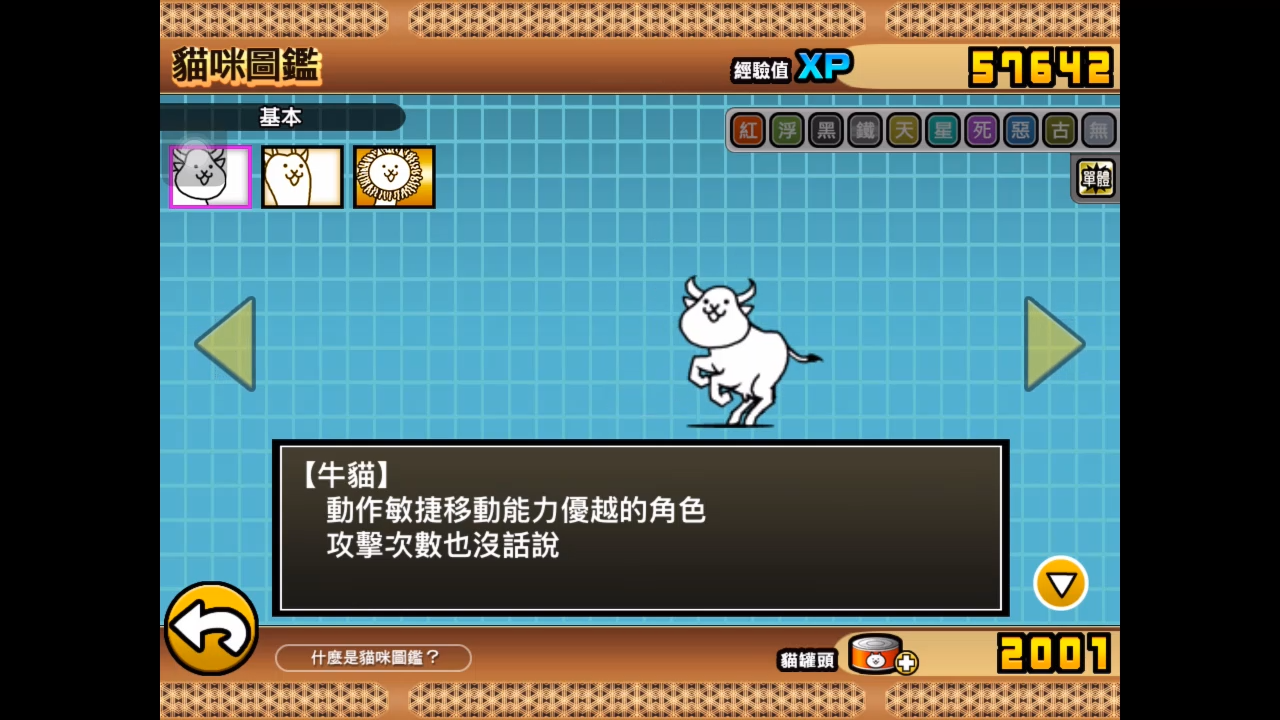 貓咪圖鑑
經驗值 XP 57642
基本
紅 浮 黑 鐵 天 星 死 惡 古 無
單體
【牛貓】
動作敏捷移動能力優越的角色
攻擊次數也沒話說
什麼是貓咪圖鑑？
貓罐頭 2001